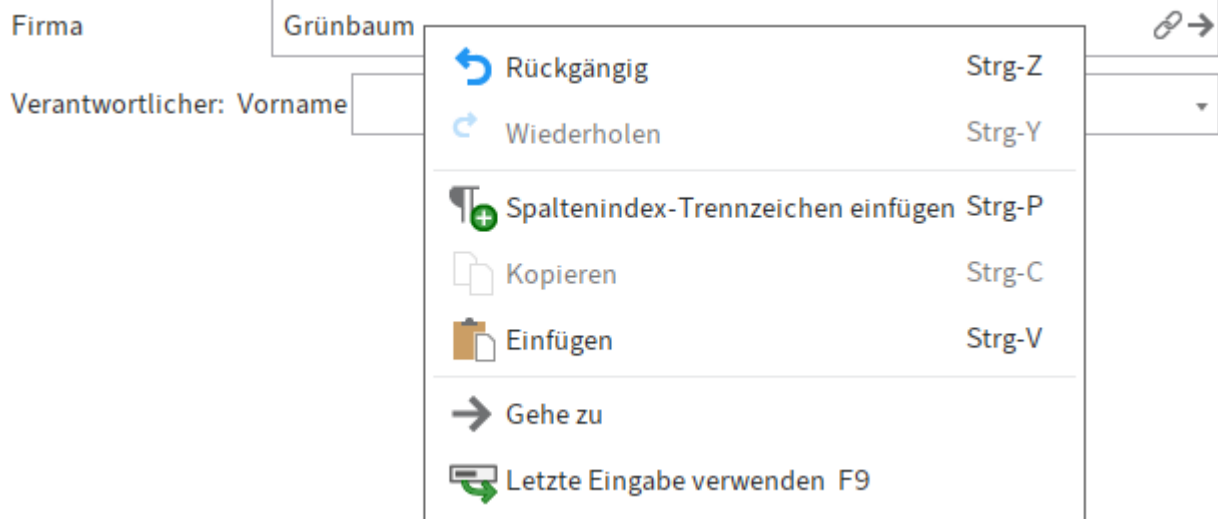 Firma Grünbaum
Rückgängig Strg-Z
Verantwortlicher: Vorname
Wiederholen Strg-Y
Spaltenindex-Trennzeichen einfügen Strg-P
Kopieren Strg-C
Einfügen Strg-V
Gehe zu
Letzte Eingabe verwenden F9